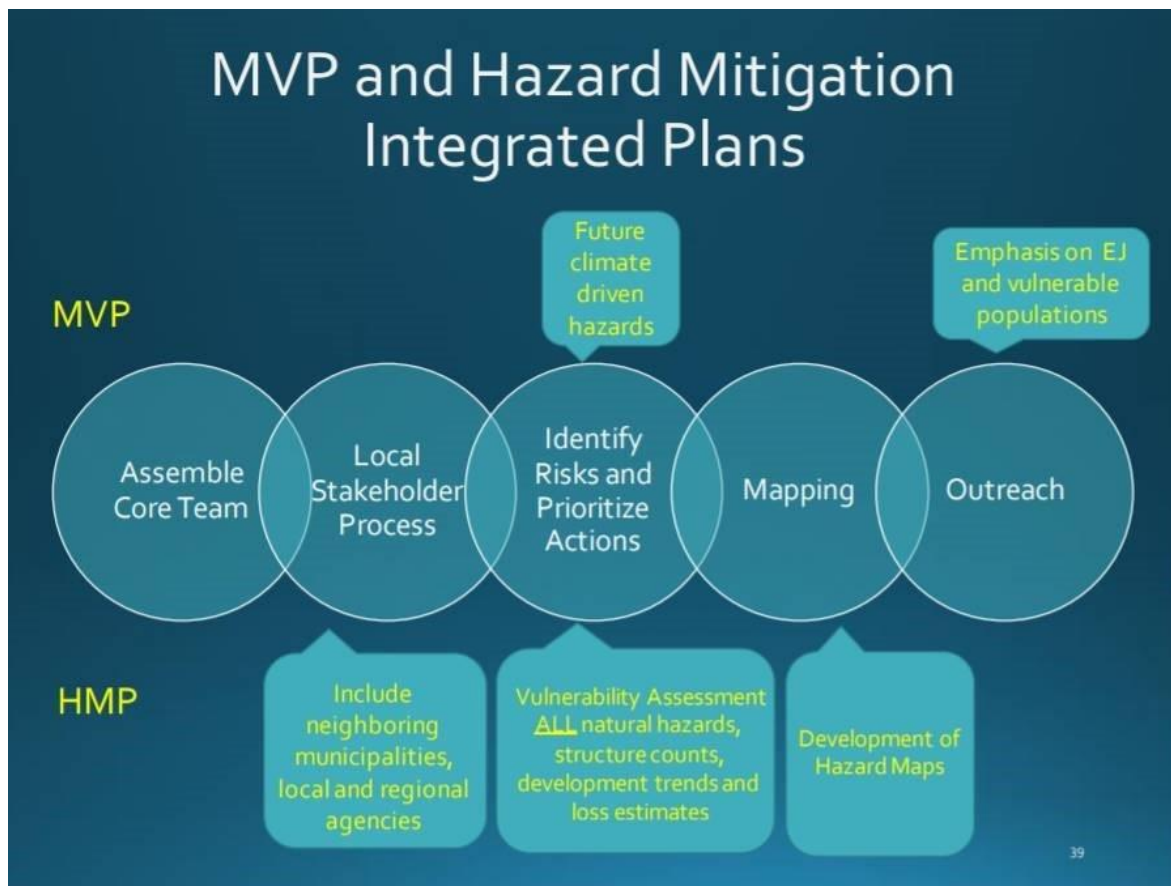 MVP and Hazard Mitigation
Integrated Plans
Future
climate
driven
hazards
Emphasis on EJ
and vulnerable
populations
MVP
Assemble
Core Team
Local
Stakeholder
Process
Identify
Risks and
Prioritize
Actions
Mapping
Outreach
HMP
Include
neighboring
municipalities,
local and regional
agencies
Vulnerability Assessment
ALL natural hazards,
structure counts,
development trends and
loss estimates
Development of
Hazard Maps
39